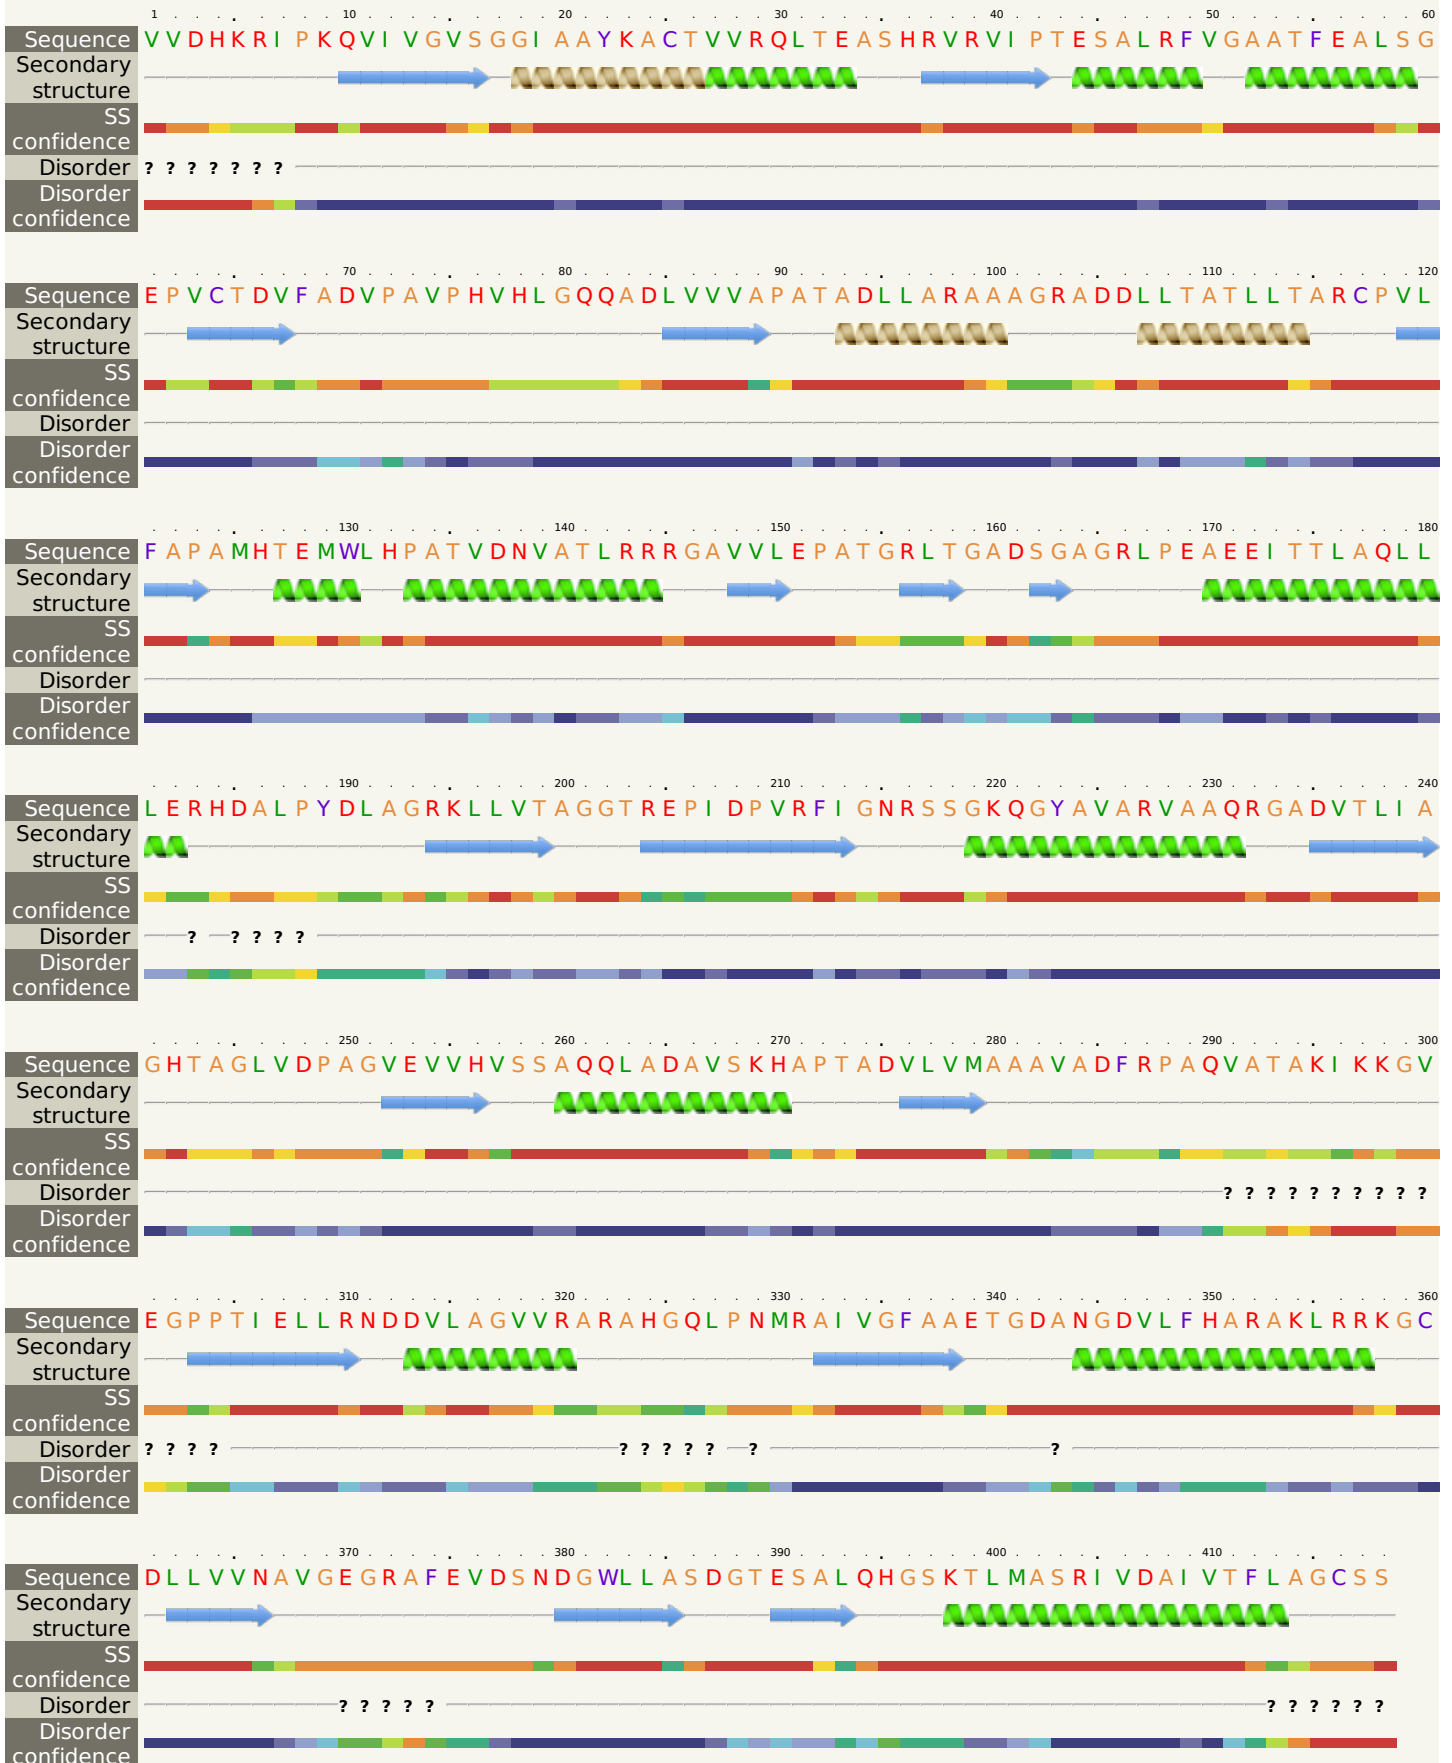 1 10 20 30 40 50 60
Sequence VVDHKRIPKQVIVGVSGGIAAYKACTVVRQLTEASHRVRVIPTESALRFVGAATFEALSG
Secondary
structure
SS
confidence
Disorder ? ? ? ? ? ? ?
Disorder
confidence
70 80 90 100 110 120
Sequence EPVCTDVFADVPAVPHVHLGQQADLVVVAPATADLLARAAAGRADDLLTATLLTARCPVL
Secondary
structure
SS
confidence
Disorder
Disorder
confidence
130 140 150 160 170 180
Sequence FAPAMHTEMWLHPATVDNVATLRRRGAVVLEPATGRLTGADSGAGRLPEAEEITTLAQLL
Secondary
structure
SS
confidence
Disorder
Disorder
confidence
190 200 210 220 230 240
Sequence LERHDALPYDLAGRKLLVTAGGTREPIDPVRFIGNRSSGKQGYAVARVAAQRGADVTLIA
Secondary
structure
SS
confidence
Disorder ? ? ? ? ?
Disorder
confidence
250 260 270 280 290 300
Sequence GHTAGLVDPAGVEVVHVSSAQQLADAVSKHAPTADVLVMAAAVADFRPAQVATAKIKKGV
Secondary
structure
SS
confidence
Disorder ? ? ? ? ? ? ? ? ? ?
Disorder
confidence
310 320 330 340 350 360
Sequence EGPPTIELLRNDDVLAGVVRARAHGQLPNMRAIVGFAAETGDANGDVLFHARAKLRRKGC
Secondary
structure
SS
confidence
Disorder ? ? ? ? ? ? ? ? ? ? ?
Disorder
confidence
370 380 390 400 410
Sequence DLLVVNAVGEGRAFEVDSNDGWLLASDGTESALQHGSKTLMASRIVDAIVTFLAGCSS
Secondary
structure
SS
confidence
Disorder ? ? ? ? ? ? ? ? ? ? ?
Disorder
confidence